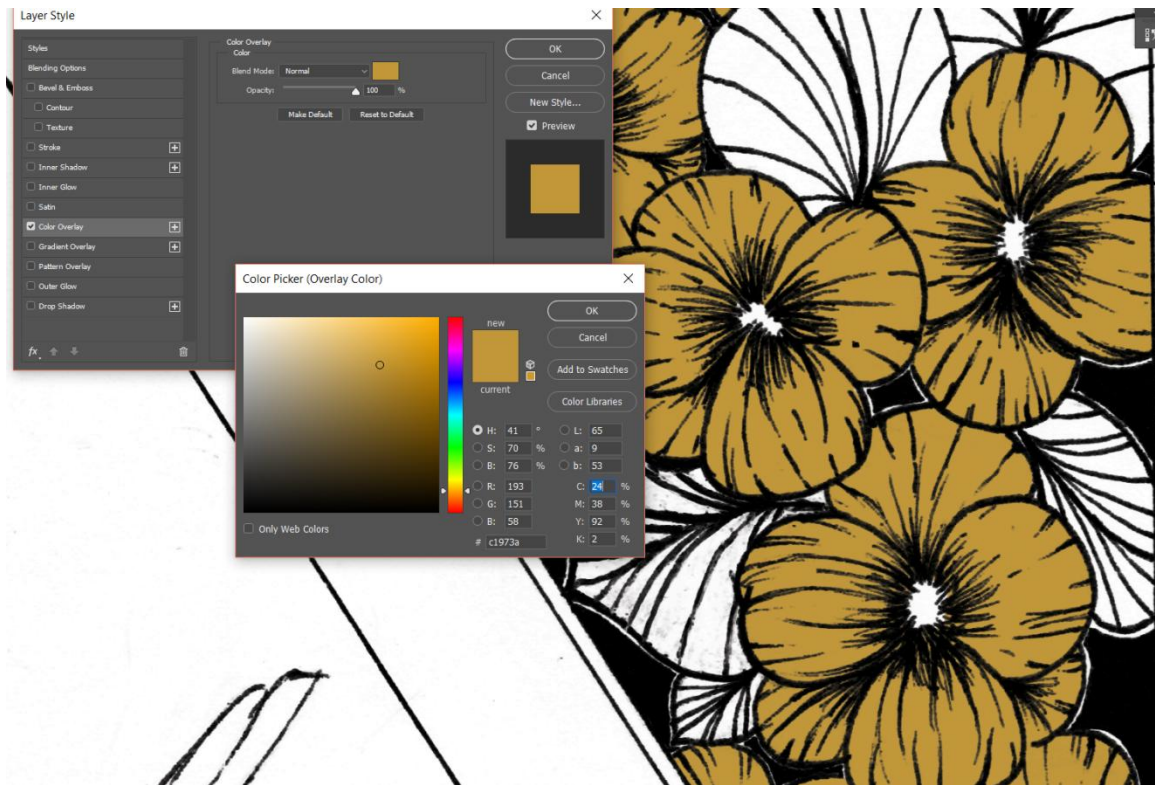 Layer Style
Styles
Blending Options
Bevel & Emboss
Contour
Texture
Stroke
Inner Shadow
Inner Glow
Satin
Color Overlay
Gradient Overlay
Pattern Overlay
Outer Glow
Drop Shadow
fx
Color Overlay
Color
Blend Mode: Normal
Opacity: 100 %
Make Default Reset to Default
OK
Cancel
New Style...
Preview
Color Picker (Overlay Color)
new
current
OK
Cancel
Add to Swatches
Color Libraries
H: 41 ° L: 65
S: 70 % a: 9
B: 76 % b: 53
R: 193 C: 24 %
G: 151 M: 38 %
B: 58 Y: 92 %
# c1973a K: 2 %
Only Web Colors